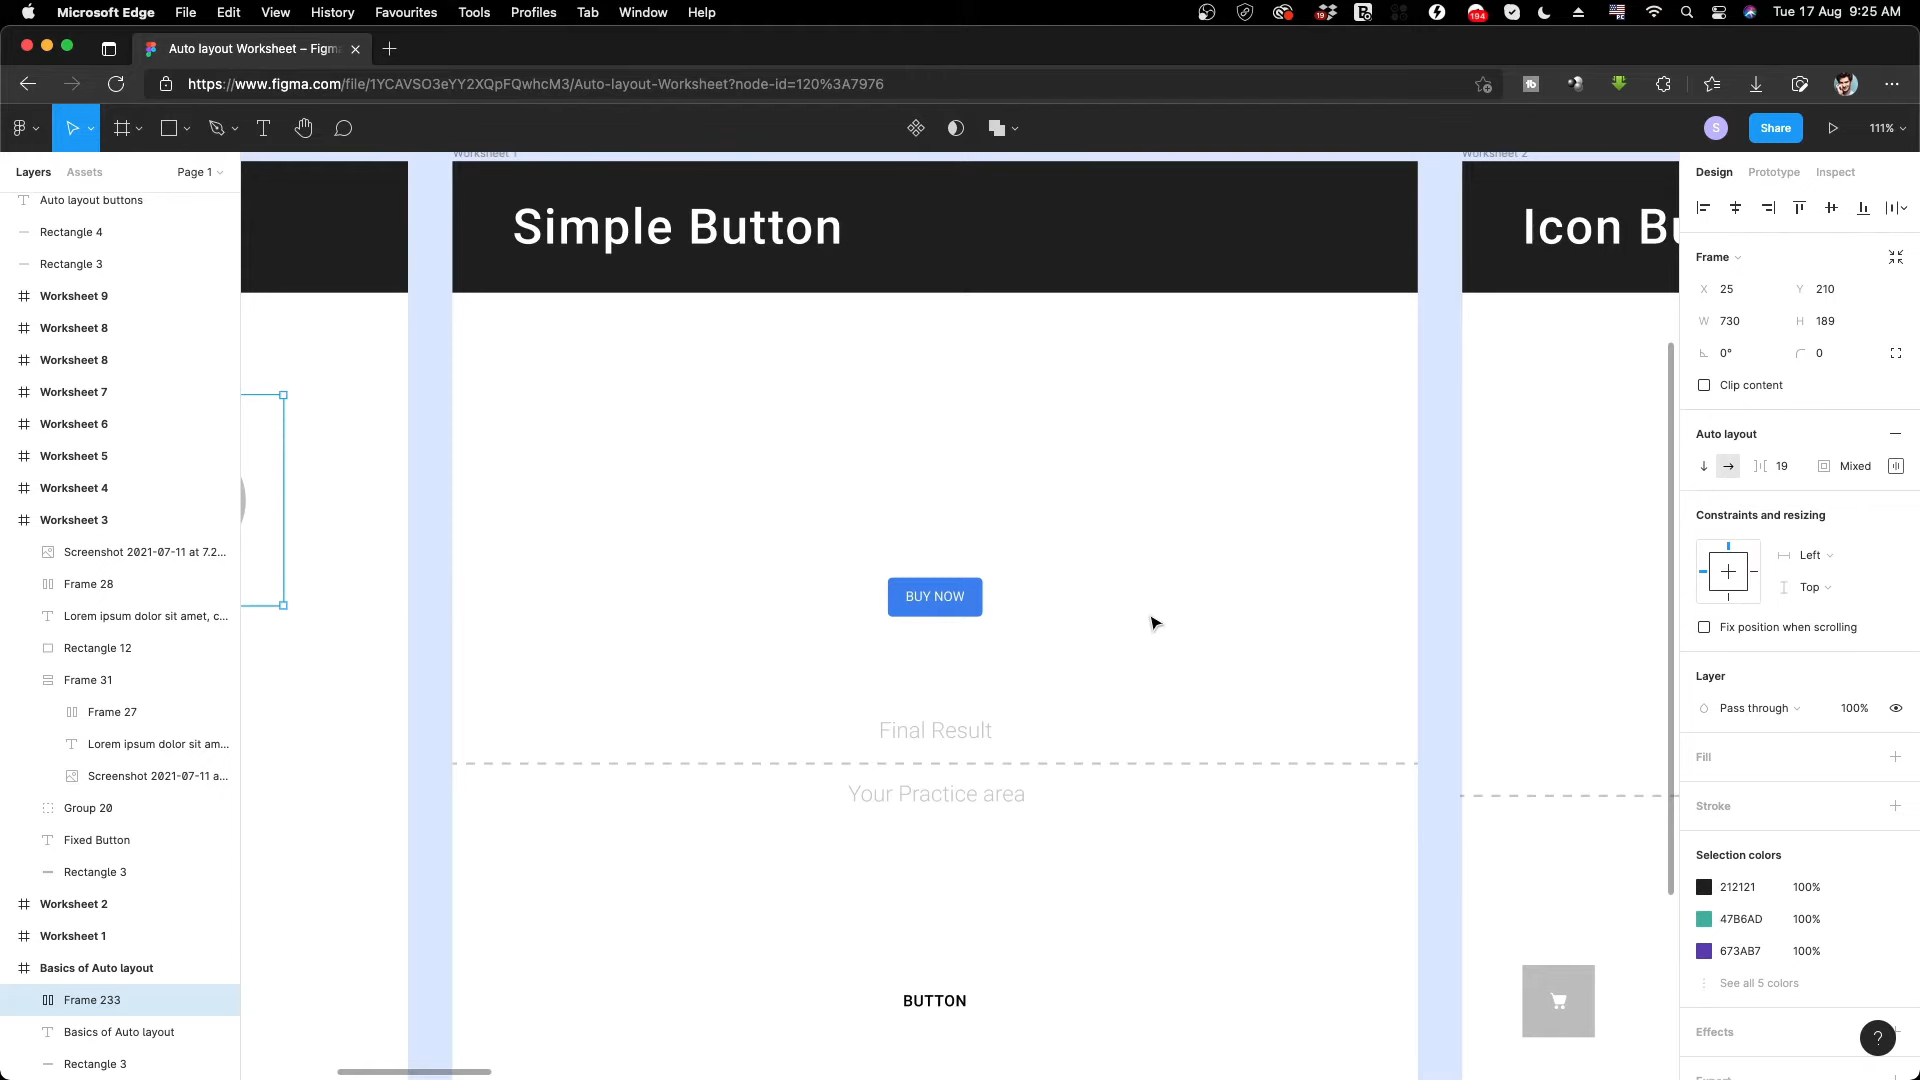 Microsoft Edge File Edit View History Favourites Tools Profiles Tab Window Help 19 194 Tue 17 Aug 9:25 AM
Auto layout Worksheet – Figm
https://www.figma.com/file/1YCAVSO3eYY2XQpFQwhcM3/Auto-layout-Worksheet?node-id=120%3A7976
S Share 111%
Layers Assets Page 1
Auto layout buttons
Rectangle 4
Rectangle 3
Worksheet 9
Worksheet 8
Worksheet 8
Worksheet 7
Worksheet 6
Worksheet 5
Worksheet 4
Worksheet 3
Screenshot 2021-07-11 at 7.2...
Frame 28
Lorem ipsum dolor sit amet, c...
Rectangle 12
Frame 31
Frame 27
Lorem ipsum dolor sit am...
Screenshot 2021-07-11 a...
Group 20
Fixed Button
Rectangle 3
Worksheet 2
Worksheet 1
Basics of Auto layout
Frame 233
Basics of Auto layout
Rectangle 3
Worksheet 1
Simple Button
BUY NOW
Final Result
Your Practice area
BUTTON
Worksheet 2
Icon Bu
Design Prototype Inspect
Frame
X 25 Y 210
W 730 H 189
0° 0
Clip content
Auto layout
19 Mixed
Constraints and resizing
Left
Top
Fix position when scrolling
Layer
Pass through 100%
Fill
Stroke
Selection colors
212121 100%
47B6AD 100%
673AB7 100%
See all 5 colors
Effects
?